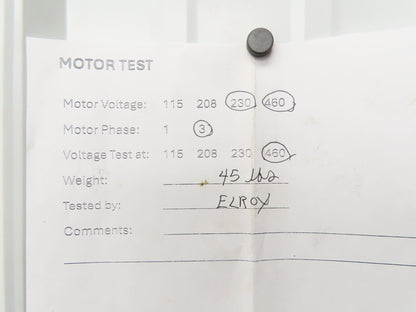 MOTOR TEST
Motor Voltage: 115 208 230 460
Motor Phase: 1 3
Voltage Test at: 115 208 230 460
Weight: 45 lbs
Tested by: ELROY
Comments: